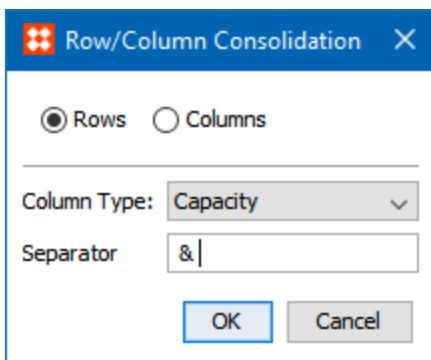 Row/Column Consolidation
Rows Columns
Column Type: Capacity
Separator &
OK Cancel